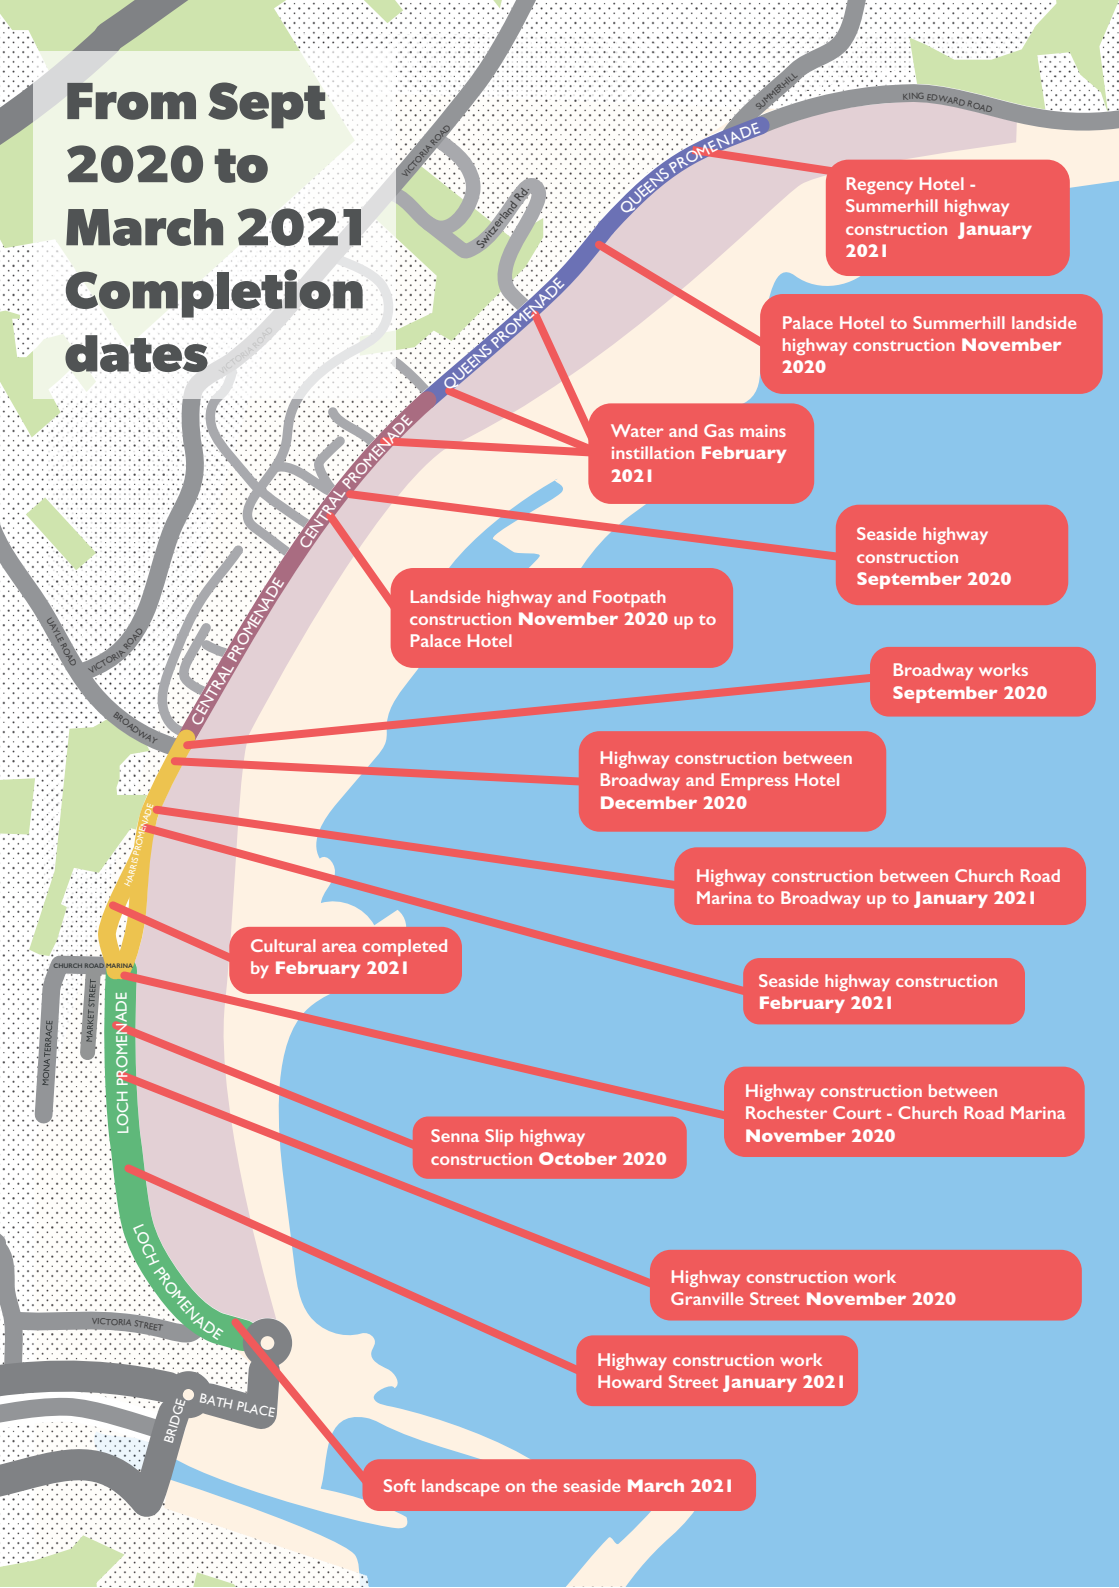 From Sept
2020 to
March 2021
Completion
dates
SUMMERHILL
KING EDWARD ROAD
VICTORIA ROAD
Switzerland Rd.
QUEENS PROMENADE
Regency Hotel -
Summerhill highway
construction January
2021
QUEENS PROMENADE
Palace Hotel to Summerhill landside
highway construction November
2020
VICTORIA ROAD
Water and Gas mains
instillation February
2021
CENTRAL PROMENADE
Seaside highway
construction
September 2020
Landside highway and Footpath
construction November 2020 up to
Palace Hotel
UAYLE ROAD
VICTORIA ROAD
CENTRAL PROMENADE
Broadway works
September 2020
BROADWAY
Highway construction between
Broadway and Empress Hotel
December 2020
HARRIS PROMENADE
Highway construction between Church Road
Marina to Broadway up to January 2021
Cultural area completed
by February 2021
CHURCH ROAD MARINA
Seaside highway construction
February 2021
MARKET STREET
MONA TERRACE
LOCH PROMENADE
Highway construction between
Rochester Court - Church Road Marina
November 2020
Senna Slip highway
construction October 2020
LOCH PROMENADE
Highway construction work
Granville Street November 2020
VICTORIA STREET
Highway construction work
Howard Street January 2021
BATH PLACE
BRIDGE
Soft landscape on the seaside March 2021